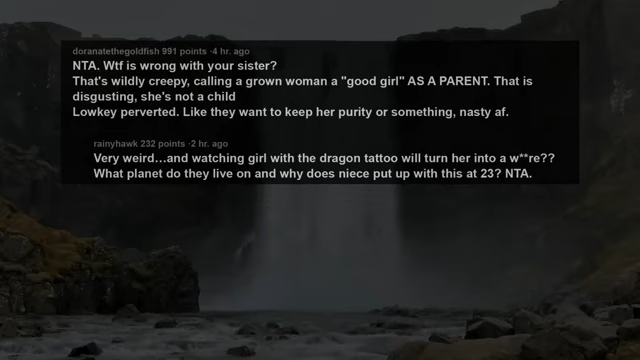 doranatethegoldfish 991 points ·4 hr. ago
NTA. Wtf is wrong with your sister?
That's wildly creepy, calling a grown woman a "good girl" AS A PARENT. That is
disgusting, she's not a child
Lowkey perverted. Like they want to keep her purity or something, nasty af.
rainyhawk 232 points ·2 hr. ago
Very weird…and watching girl with the dragon tattoo will turn her into a w**re??
What planet do they live on and why does niece put up with this at 23? NTA.